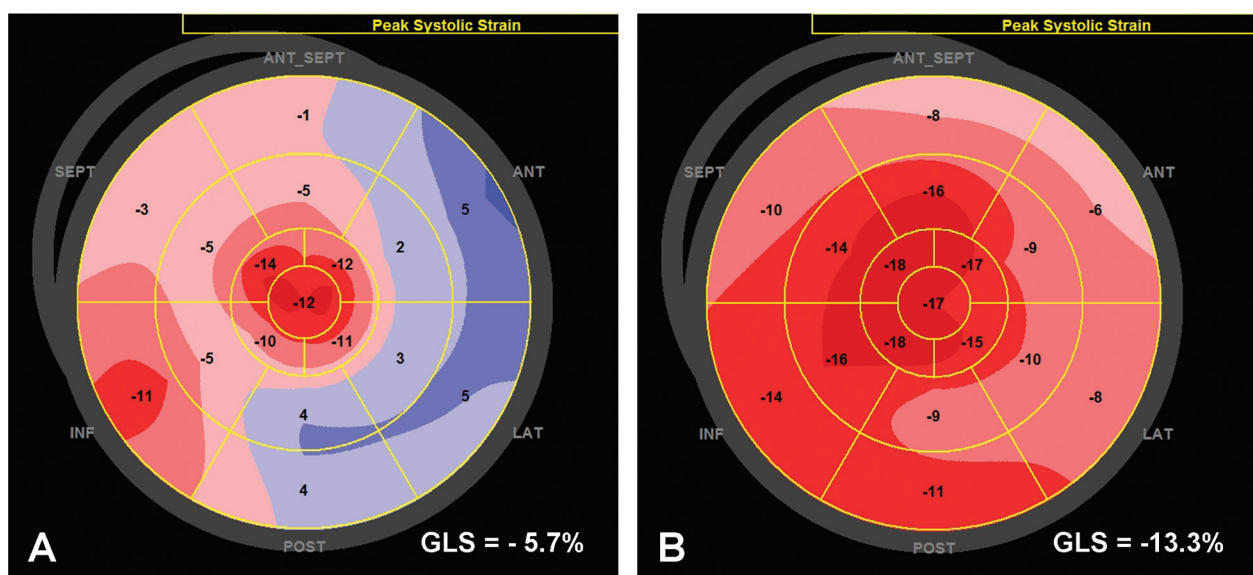 Peak Systolic Strain
ANT_SEPT
-1
SEPT
ANT
-5
-3
5
-5
2
-14
-12
-12
-10
-11
-5
3
-11
5
4
INF
LAT
4
POST
A
GLS = - 5.7%
Peak Systolic Strain
ANT_SEPT
-8
SEPT
ANT
-16
-10
-6
-14
-9
-18
-17
-17
-18
-15
-16
-10
-14
-8
-9
INF
LAT
-11
POST
B
GLS = -13.3%